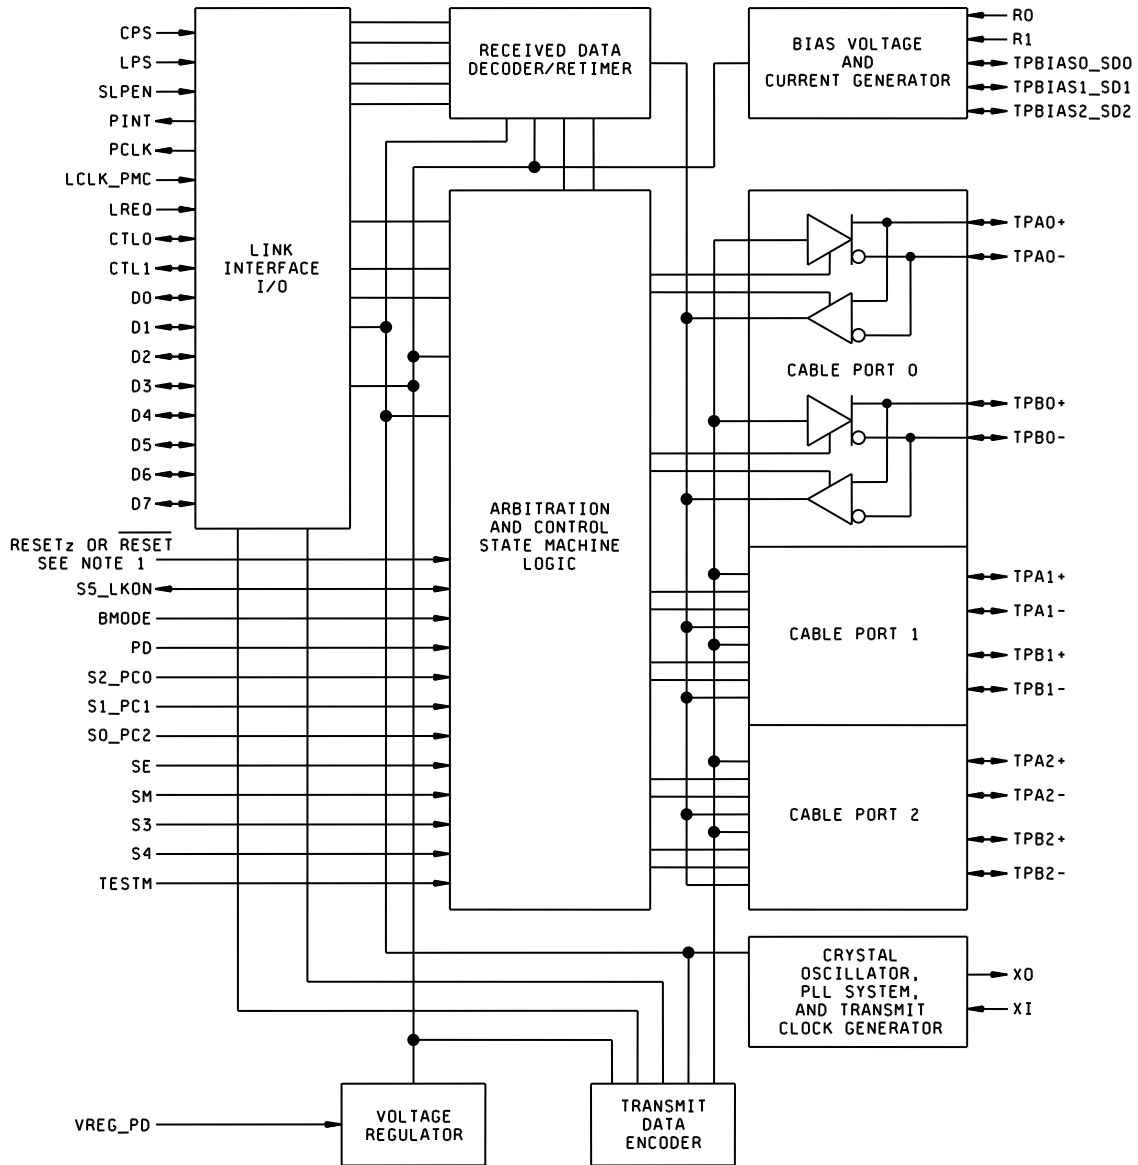 CPS
LPS
SLPEN
PINT
PCLK
LCLK_PMC
LREQ
CTL0
CTL1
D0
D1
D2
D3
D4
D5
D6
D7
RESETz OR RESET
SEE NOTE 1
S5_LKON
BMODE
PD
S2_PC0
S1_PC1
S0_PC2
SE
SM
S3
S4
TESTM
VREG_PD
LINK
INTERFACE
I/O
RECEIVED DATA
DECODER/RETIMER
ARBITRATION
AND CONTROL
STATE MACHINE
LOGIC
BIAS VOLTAGE
AND
CURRENT GENERATOR
CABLE PORT 0
CABLE PORT 1
CABLE PORT 2
CRYSTAL
OSCILLATOR,
PLL SYSTEM,
AND TRANSMIT
CLOCK GENERATOR
VOLTAGE
REGULATOR
TRANSMIT
DATA
ENCODER
R0
R1
TPBIAS0_SD0
TPBIAS1_SD1
TPBIAS2_SD2
TPA0+
TPA0-
TPB0+
TPB0-
TPA1+
TPA1-
TPB1+
TPB1-
TPA2+
TPA2-
TPB2+
TPB2-
XO
XI